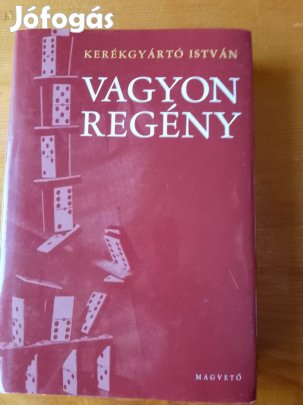 Jófogás
KERÉKGYÁRTÓ ISTVÁN
VAGYON
REGÉNY
MAGVETŐ